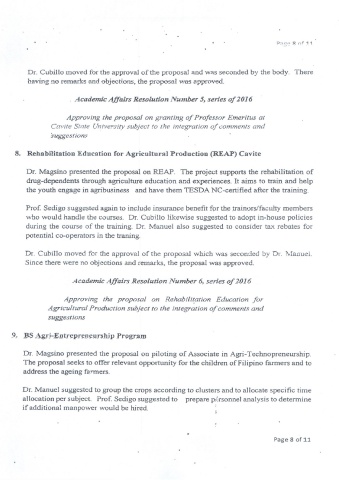 Page 8 of 11
Dr. Cubillo moved for the approval of the proposal and was seconded by the body. There
having no remarks and objections, the proposal was approved.
Academic Affairs Resolution Number 5, series of 2016
Approving the proposal on granting of Professor Emeritus at
Cavite State University subject to the integration of comments and
suggestions
8. Rehabilitation Education for Agricultural Production (REAP) Cavite
Dr. Magsino presented the proposal on REAP. The project supports the rehabilitation of
drug-dependents through agriculture education and experiences. It aims to train and help
the youth engage in agribusiness and have them TESDA NC-certified after the training.
Prof. Sedigo suggested again to include insurance benefit for the trainors/faculty members
who would handle the courses. Dr. Cubillo likewise suggested to adopt in-house policies
during the course of the training. Dr. Manuel also suggested to consider tax rebates for
potential co-operators in the traning.
Dr. Cubillo moved for the approval of the proposal which was seconded by Dr. Manuel.
Since there were no objections and remarks, the proposal was approved.
Academic Affairs Resolution Number 6, series of 2016
Approving the proposal on Rehabilitation Education for
Agricultural Production subject to the integration of comments and
suggestions
9. BS Agri-Entrepreneurship Program
Dr. Magsino presented the proposal on piloting of Associate in Agri-Technopreneurship.
The proposal seeks to offer relevant opportunity for the children of Filipino farmers and to
address the ageing farmers.
Dr. Manuel suggested to group the crops according to clusters and to allocate specific time
allocation per subject. Prof. Sedigo suggested to prepare personnel analysis to determine
if additional manpower would be hired.
Page 8 of 11